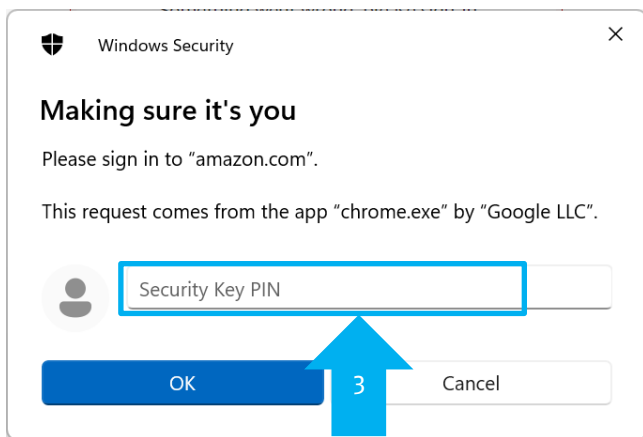 Windows Security
Making sure it's you
Please sign in to “amazon.com”.
This request comes from the app “chrome.exe” by “Google LLC”.
Security Key PIN
OK
3
Cancel